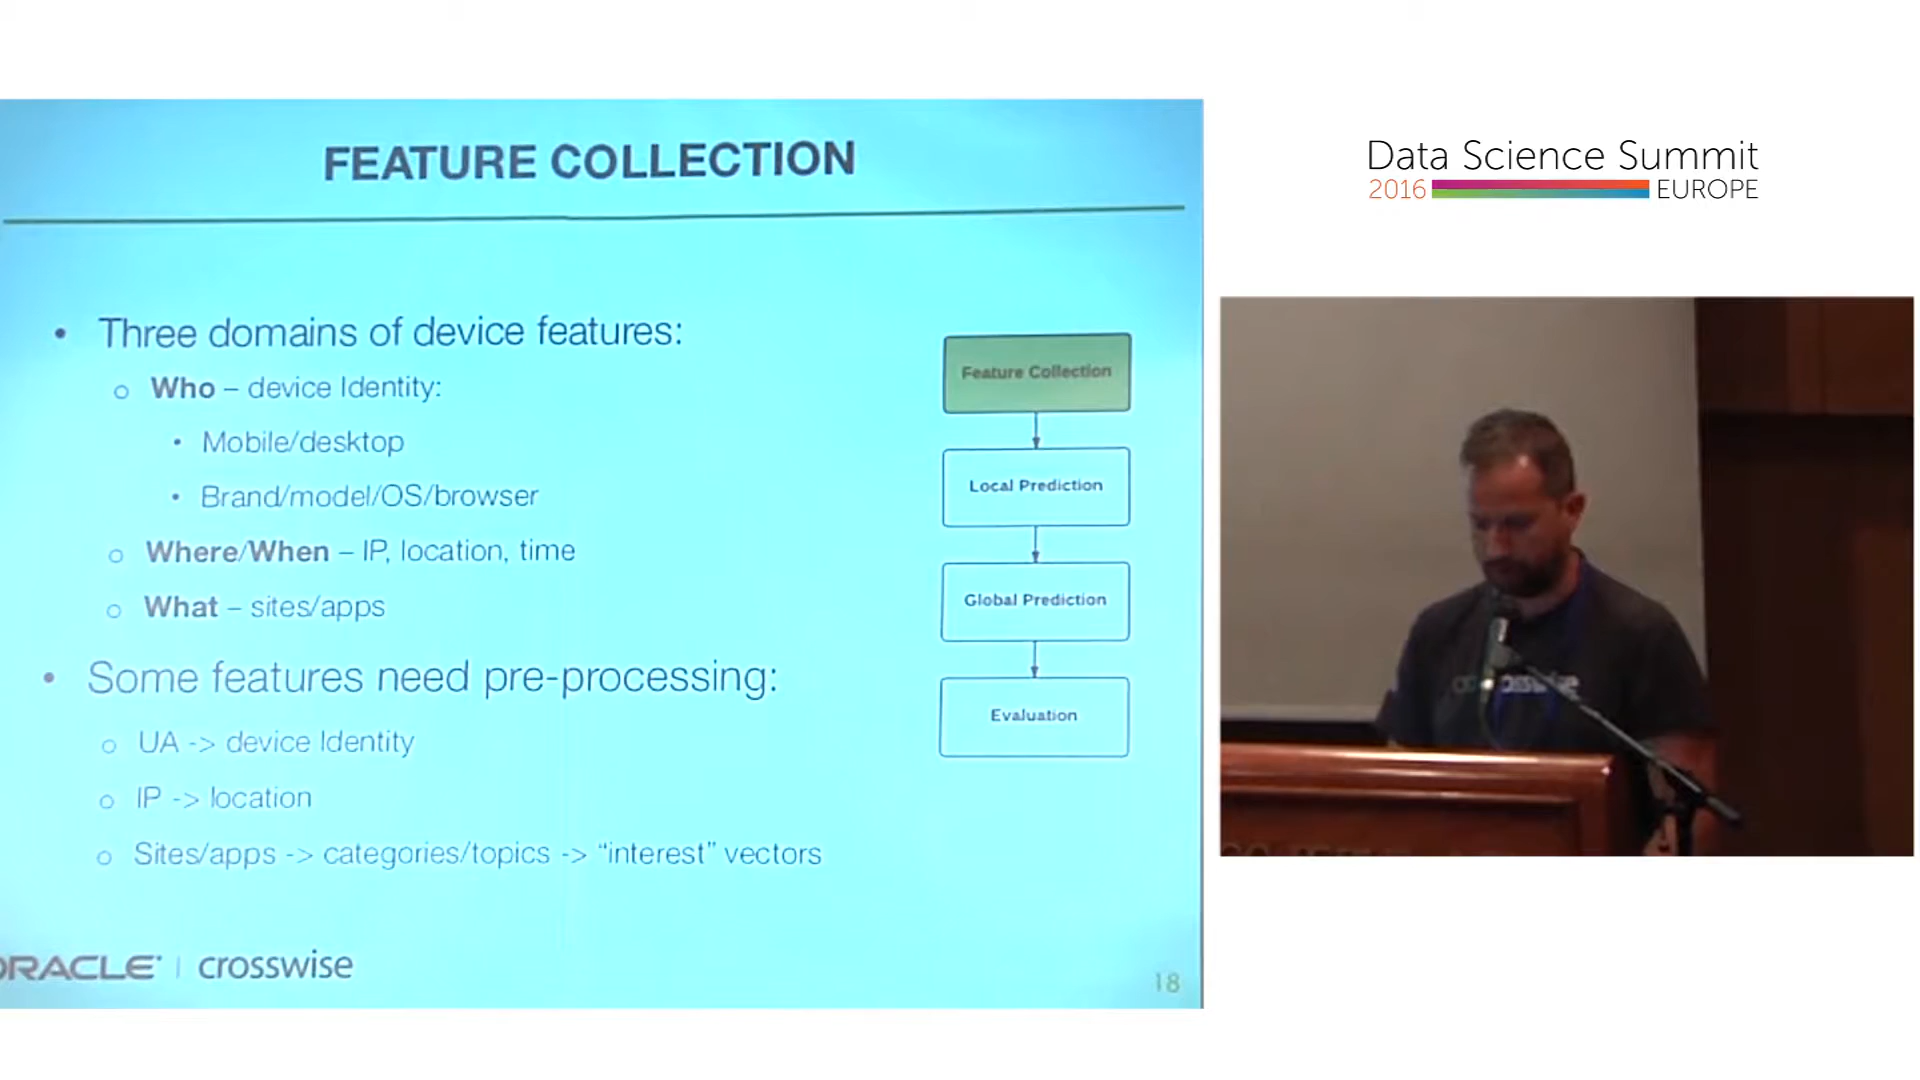 FEATURE COLLECTION
• Three domains of device features:
o Who – device Identity:
• Mobile/desktop
• Brand/model/OS/browser
o Where/When – IP, location, time
o What – sites/apps
• Some features need pre-processing:
o UA -> device Identity
o IP -> location
o Sites/apps -> categories/topics -> “interest” vectors
Feature Collection
Local Prediction
Global Prediction
Evaluation
ORACLE | crosswise
18
Data Science Summit
2016 EUROPE